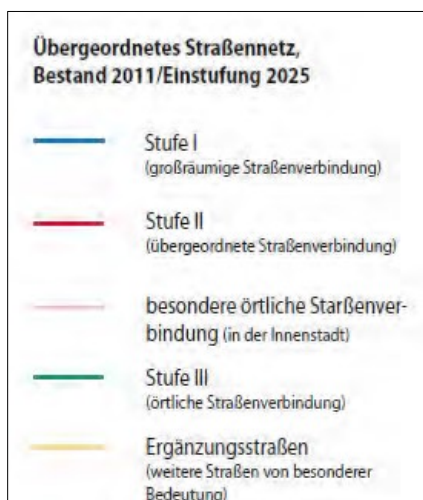 Übergeordnetes Straßennetz,
Bestand 2011/Einstufung 2025
Stufe I
(großräumige Straßenverbindung)
Stufe II
(übergeordnete Straßenverbindung)
besondere örtliche Starßenver-
bindung (in der Innenstadt)
Stufe III
(örtliche Straßenverbindung)
Ergänzungsstraßen
(weitere Straßen von besonderer
Bedeutung)